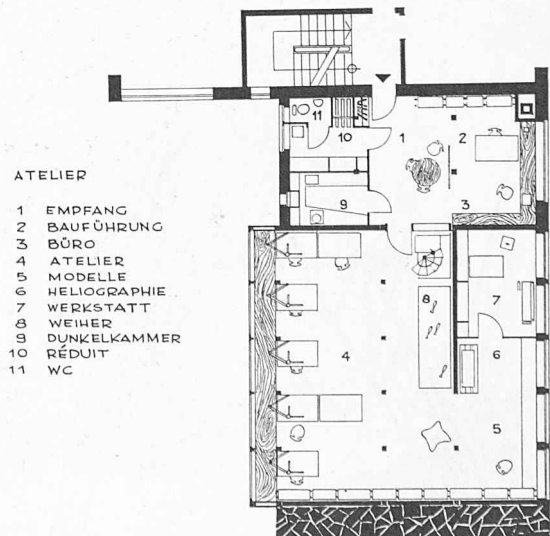 ATELIER
1 EMPFANG
2 BAUFÜHRUNG
3 BÜRO
4 ATELIER
5 MODELLE
6 HELIOGRAPHIE
7 WERKSTATT
8 WEIHER
9 DUNKELKAMMER
10 RÉDUIT
11 WC
11
10
1
2
9
3
8
7
4
6
5